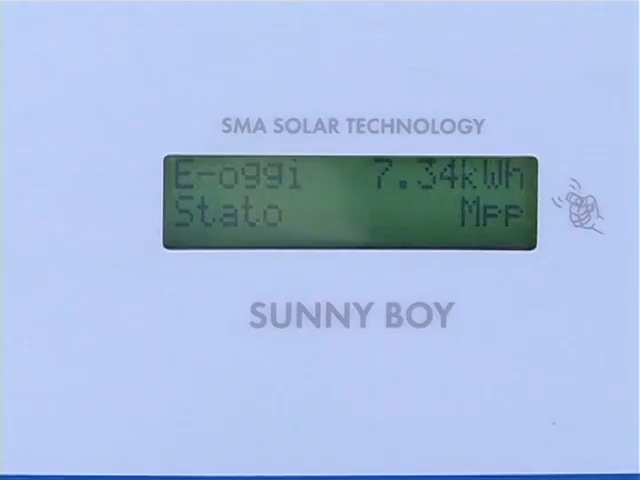 SMA SOLAR TECHNOLOGY
E-oggi 7.34kWh
Stato Mpp
SUNNY BOY